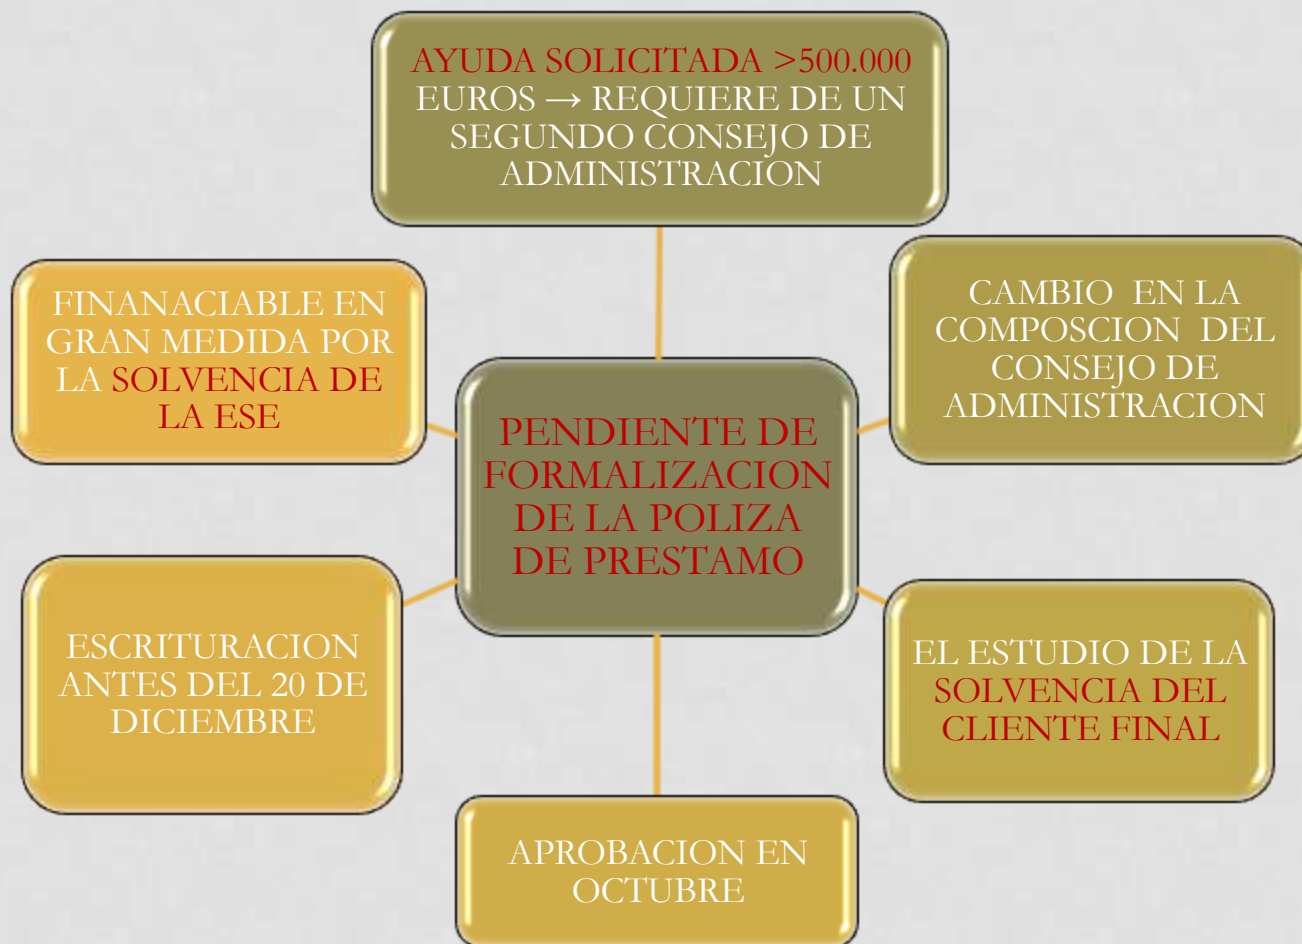 AYUDA SOLICITADA >500.000
EUROS → REQUIERE DE UN
SEGUNDO CONSEJO DE
ADMINISTRACION
FINANACIABLE EN
GRAN MEDIDA POR
LA SOLVENCIA DE
LA ESE
CAMBIO EN LA
COMPOSCION DEL
CONSEJO DE
ADMINISTRACION
PENDIENTE DE
FORMALIZACION
DE LA POLIZA
DE PRESTAMO
ESCRITURACION
ANTES DEL 20 DE
DICIEMBRE
EL ESTUDIO DE LA
SOLVENCIA DEL
CLIENTE FINAL
APROBACION EN
OCTUBRE